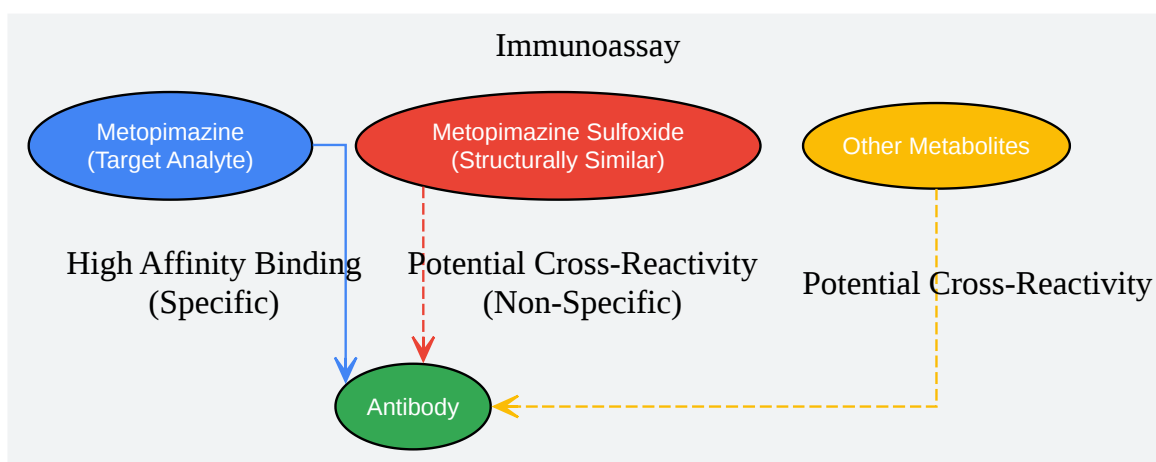 Immunoassay
Metopimazine
(Target Analyte)
Metopimazine Sulfoxide
(Structurally Similar)
Other Metabolites
High Affinity Binding
(Specific)
Potential Cross-Reactivity
(Non-Specific)
Potential Cross-Reactivity
Antibody